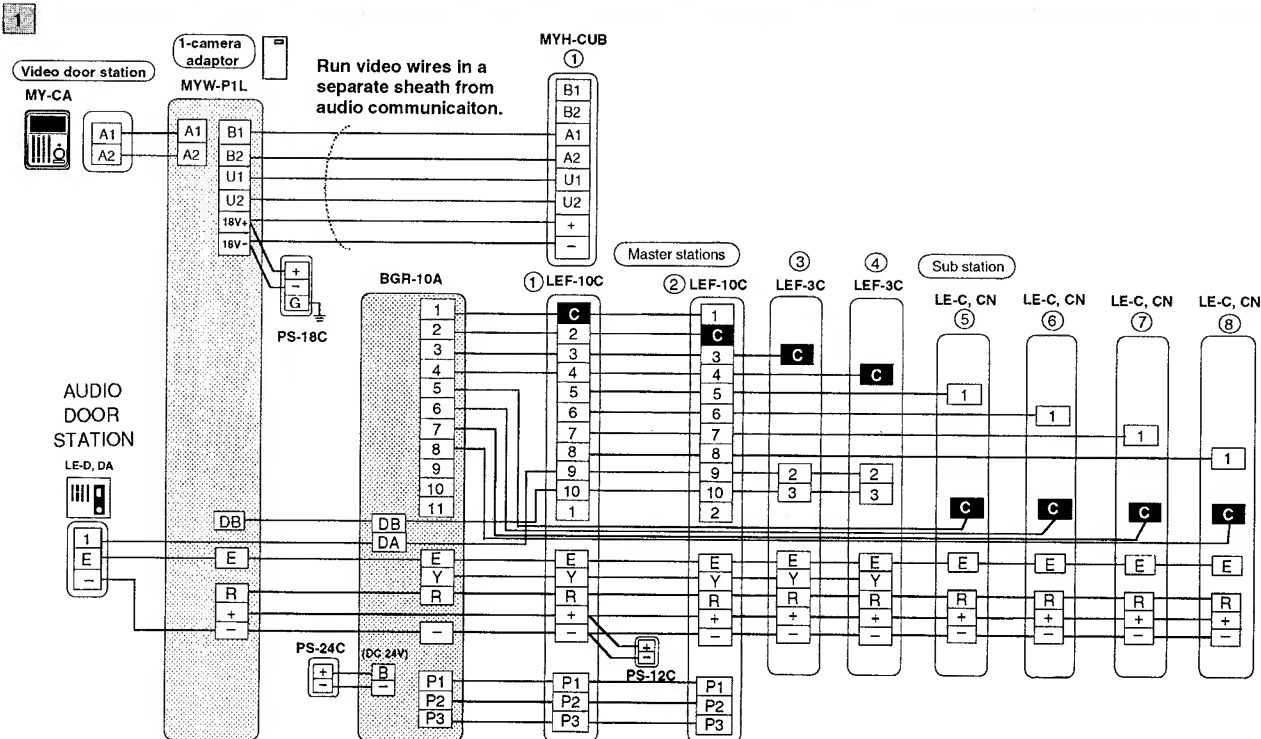 1
Video door station
MY-CA
A1
A2
1-camera
adaptor
MYW-P1L
A1
A2
B1
B2
U1
U2
18V+
18V-
DB
E
R
+
-
Run video wires in a
separate sheath from
audio communicaiton.
MYH-CUB
①
B1
B2
A1
A2
U1
U2
+
-
+
-
G
PS-18C
AUDIO
DOOR
STATION
LE-D, DA
1
E
-
BGR-10A
1
2
3
4
5
6
7
8
9
10
11
DB
DA
E
Y
R
-
PS-24C
+
-
(DC 24V)
B
-
P1
P2
P3
① LEF-10C
C
2
3
4
5
6
7
8
9
10
1
E
Y
R
+
-
P1
P2
P3
+
-
PS-12C
Master stations
② LEF-10C
1
C
3
4
5
6
7
8
9
10
2
E
Y
R
+
-
P1
P2
P3
③
LEF-3C
C
2
3
E
Y
R
+
-
④
LEF-3C
C
2
3
E
Y
R
+
-
Sub station
LE-C, CN
⑤
1
C
E
R
+
-
LE-C, CN
⑥
1
C
E
R
+
-
LE-C, CN
⑦
1
C
E
R
+
-
LE-C, CN
⑧
1
C
E
R
+
-